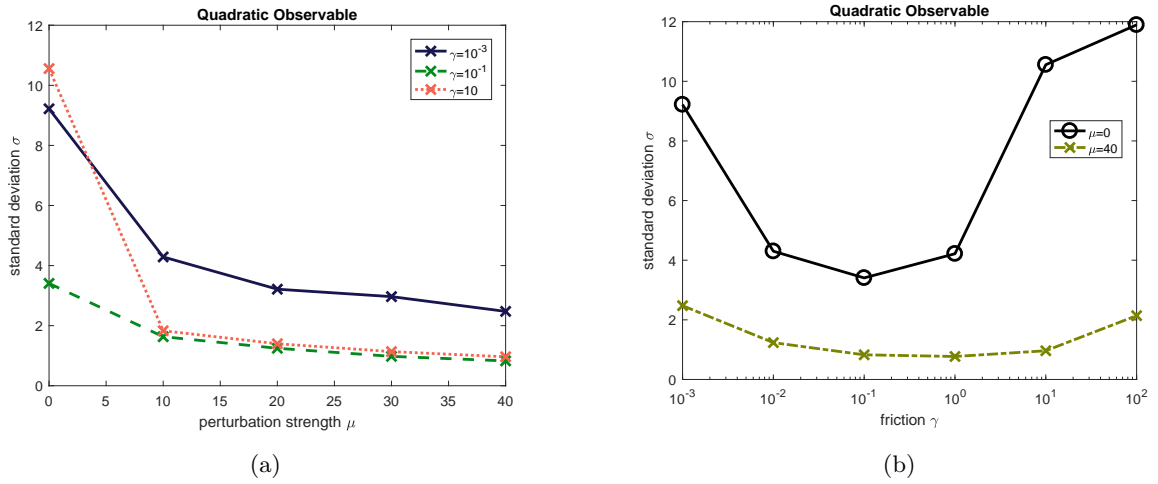 Quadratic Observable
12
10
8
6
4
2
0
0 5 10 15 20 25 30 35 40
standard deviation σ
perturbation strength μ
γ=10⁻³
γ=10⁻¹
γ=10
(a)
Quadratic Observable
12
10
8
6
4
2
0
10⁻³ 10⁻² 10⁻¹ 10⁰ 10¹ 10²
standard deviation σ
friction γ
μ=0
μ=40
(b)